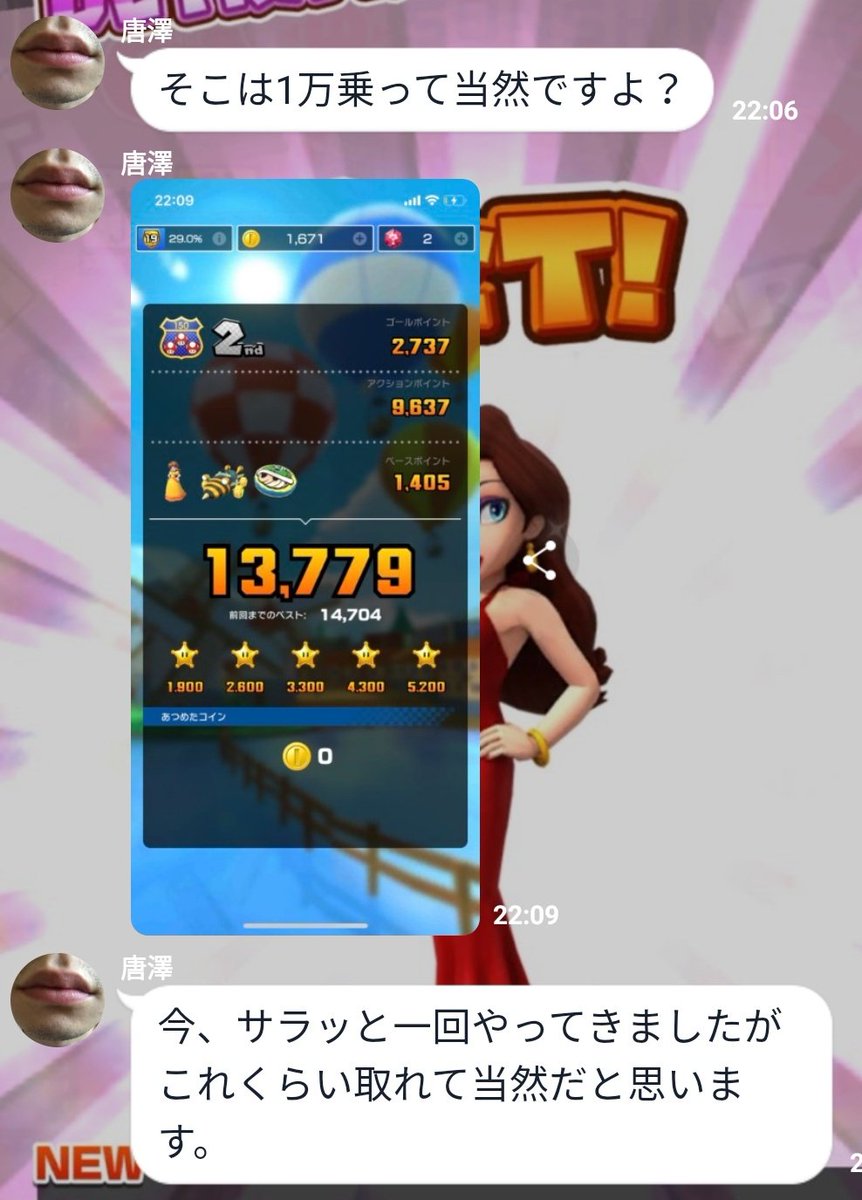 唐澤
そこは1万乗って当然ですよ？
22:06
唐澤
22:09
19 29.0% 1,671 2
T!
150 2nd
ゴールポイント
2,737
アクションポイント
9,637
ベースポイント
1,405
13,779
前回までのベスト: 14,704
1.900 2.600 3.300 4.300 5.200
あつめたコイン
0
22:09
唐澤
今、サラッと一回やってきましたが
これくらい取れて当然だと思いま
す。
NEW